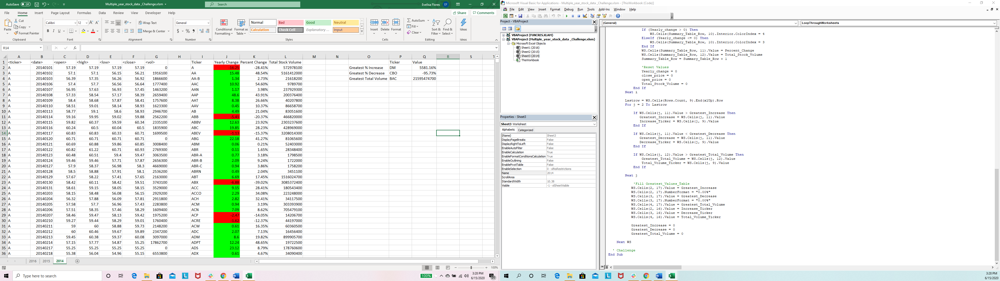 AutoSave Off Multiple_year_stock_data _Challenge.xlsm Search Evelisa Flores EF
File Home Insert Page Layout Formulas Data Review View Developer Help Share Comments
Paste Cut Copy Format Painter Clipboard
Calibri 12 B I U Font
Wrap Text Merge & Center Alignment
General $ % Number
Conditional Formatting Format as Table
Normal Bad Good Neutral
Calculation Check Cell Explanatory ... Input
Styles
Insert Delete Format Cells
AutoSum Fill Clear Sort & Filter Find & Select Editing
Ideas Ideas
R14 fx
A B C D E F G H I J K L M N O P Q R S T
1 <ticker> <date> <open> <high> <low> <close> <vol> Ticker Yearly Change Percent Change Total Stock Volume Ticker Value
2 A 20140101 57.19 57.19 57.19 57.19 0 A -16.25 -28.41% 572978100 Greatest % Increase DM 5581.16%
3 A 20140102 57.1 57.1 56.15 56.21 1916100 AA 15.48 48.54% 5161412000 Greatest % Decrease CBO -95.73%
4 A 20140103 56.39 57.35 56.26 56.92 1866600 AA-B 1.34 2.73% 21618200 Greatest Total Volume BAC 21595474700
5 A 20140106 57.4 57.7 56.56 56.64 1777400 AAC 10.92 54.60% 9789700
6 A 20140107 56.95 57.63 56.93 57.45 1463200 AAN 1.17 3.98% 237929300
7 A 20140108 57.33 58.54 57.17 58.39 2659400 AAP 48.6 43.91% 200376400
8 A 20140109 58.4 58.68 57.87 58.41 1757600 AAT 8.38 26.66% 40207800
9 A 20140110 58.51 59.01 58.14 58.93 1623300 AAV 0.45 10.37% 86658700
10 A 20140113 58.77 59.1 58.6 58.93 2946700 AB 4.49 21.04% 83051600
11 A 20140114 59.16 59.95 59.02 59.88 2562200 ABB -5.41 -20.37% 466820000
12 A 20140115 59.82 60.37 59.59 60.34 2335100 ABBV 12.63 23.92% 2303237600
13 A 20140116 60.24 60.5 60.04 60.5 1835900 ABC 19.85 28.23% 428969000
14 A 20140117 60.83 60.83 60.33 60.71 1699500 ABEV -1.13 -15.37% 3208014300
15 A 20140120 60.71 60.71 60.71 60.71 0 ABG 22.18 41.27% 81065600
16 A 20140121 60.69 60.88 59.86 60.85 3008400 ABM 0.06 0.21% 52403000
17 A 20140122 60.82 61.22 60.71 60.93 2769300 ABR 0.11 1.65% 28348400
18 A 20140123 60.48 60.51 59.4 59.47 3063500 ABR-A 0.77 3.18% 1798500
19 A 20140124 59.46 59.46 57.71 57.87 2656300 ABR-B 2.09 9.24% 1722000
20 A 20140127 57.9 58.37 56.98 58.3 4669000 ABR-C 0.94 3.86% 1758200
21 A 20140128 58.5 58.88 57.91 58.1 2536200 ABRN 0.49 2.04% 3451100
22 A 20140129 57.67 58.22 57.41 57.65 2163000 ABT 6.69 17.45% 1516024700
23 A 20140130 58.42 60.11 58.42 59.51 3743100 ABX -6.88 -39.02% 3085372400
24 A 20140131 58.61 59.15 58.05 58.15 3529000 ACC 9.15 28.41% 180543400
25 A 20140203 58.15 58.48 56.08 56.15 2929200 ACCO 2.29 34.08% 223248000
26 A 20140204 56.32 57.88 56.09 57.81 2911800 ACH 2.82 32.41% 34117500
27 A 20140205 57.58 57.7 56.96 57.43 2283800 ACM 0.94 3.19% 303393900
28 A 20140206 57.51 58.35 57.46 58.29 1609400 ACN 7.09 8.62% 705479100
29 A 20140207 58.46 59.47 58.13 59.42 1975200 ACP -2.47 -14.05% 14206700
30 A 20140210 59.27 59.44 58.29 59.01 1760400 ACRE -1.62 -12.37% 44197000
31 A 20140211 59 60 58.88 59.73 2148200 ACW 0.61 16.35% 60360500
32 A 20140212 60 60.46 59.67 59.89 2347200 ADC 2.07 7.13% 16456400
33 A 20140213 59.45 60.38 59.37 60.08 3097000 ADM 8.6 19.82% 899905700
34 A 20140214 57.15 57.77 54.87 55.25 17862700 ADPT 12.24 48.65% 19722500
35 A 20140217 55.25 55.25 55.25 55.25 0 ADS 23.12 8.79% 178760600
36 A 20140218 55.38 56.04 54.96 55.15 6553800 ADX 0.61 4.67% 34090400
2016 2015 2014
100%
Type here to search 100% 3:28 PM 6/15/2020 20
Microsoft Visual Basic for Applications - Multiple_year_stock_data _Challenge.xlsm - [ThisWorkbook (Code)]
File Edit View Insert Format Debug Run Tools Add-Ins Window Help
Project - VBAProject
VBAProject (FUNCRES.XLAM)
VBAProject (Multiple_year_stock_data _Challenge.xlsm)
Microsoft Excel Objects
Sheet1 (2016)
Sheet2 (2015)
Sheet3 (2014)
ThisWorkbook
Properties - Sheet3
Sheet3 Worksheet
Alphabetic Categorized
(Name) Sheet3
DisplayPageBreaks False
DisplayRightToLeft False
EnableAutoFilter False
EnableCalculation True
EnableFormatConditionsCalculation True
EnableOutlining False
EnablePivotTable False
EnableSelection 0 - xlNoRestrictions
Name 2014
ScrollArea
StandardWidth 10.38
Visible -1 - xlSheetVisible
(General) LoopThroughWorksheets
If (Yearly_change > 0) Then
WS.Cells(Summary_Table_Row, 10).Interior.ColorIndex = 4
ElseIf (Yearly_change <= 0) Then
WS.Cells(Summary_Table_Row, 10).Interior.ColorIndex = 3
End If
WS.Cells(Summary_Table_Row, 11).Value = Percent_Change
WS.Cells(Summary_Table_Row, 12).Value = Total_Stock_Volume
Summary_Table_Row = Summary_Table_Row + 1
'Reset Values
Yearly_change = 0
close_price = 0
open_price = 0
Total_Stock_Volume = 0
End If
Next i
Lastrow = WS.Cells(Rows.Count, 9).End(xlUp).Row
For j = 2 To Lastrow
If WS.Cells(j, 11).Value > Greatest_Increase Then
Greatest_Increase = WS.Cells(j, 11).Value
Increase_Ticker = WS.Cells(j, 9).Value
End If
If WS.Cells(j, 11).Value < Greatest_Decrease Then
Greatest_Decrease = WS.Cells(j, 11).Value
Decrease_Ticker = WS.Cells(j, 9).Value
End If
If WS.Cells(j, 12).Value > Greatest_Total_Volume Then
Greatest_Total_Volume = WS.Cells(j, 12).Value
Total_Volume_Ticker = WS.Cells(j, 9).Value
End If
Next j
'Fill Greatest_Values_Table
WS.Cells(2, 17).Value = Greatest_Increase
WS.Cells(2, 17).NumberFormat = "0.00%"
WS.Cells(3, 17).Value = Greatest_Decrease
WS.Cells(3, 17).NumberFormat = "0.00%"
WS.Cells(4, 17).Value = Greatest_Total_Volume
WS.Cells(2, 16).Value = Increase_Ticker
WS.Cells(3, 16).Value = Decrease_Ticker
WS.Cells(4, 16).Value = Total_Volume_Ticker
Greatest_Increase = 0
Greatest_Decrease = 0
Greatest_Total_Volume = 0
Next WS
' Challenge
End Sub
3:28 PM
6/15/2020